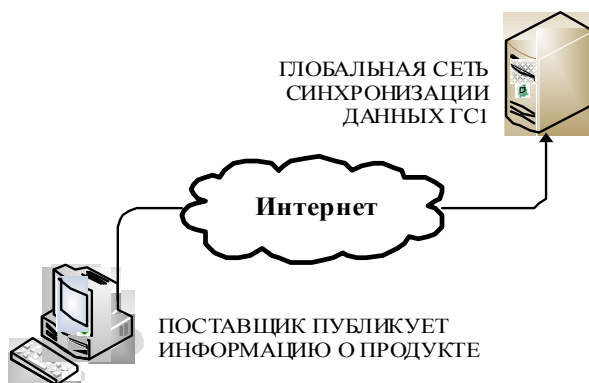 ГЛОБАЛЬНАЯ СЕТЬ
СИНХРОНИЗАЦИИ
ДАННЫХ ГС1
Интернет
ПОСТАВЩИК ПУБЛИКУЕТ
ИНФОРМАЦИЮ О ПРОДУКТЕ